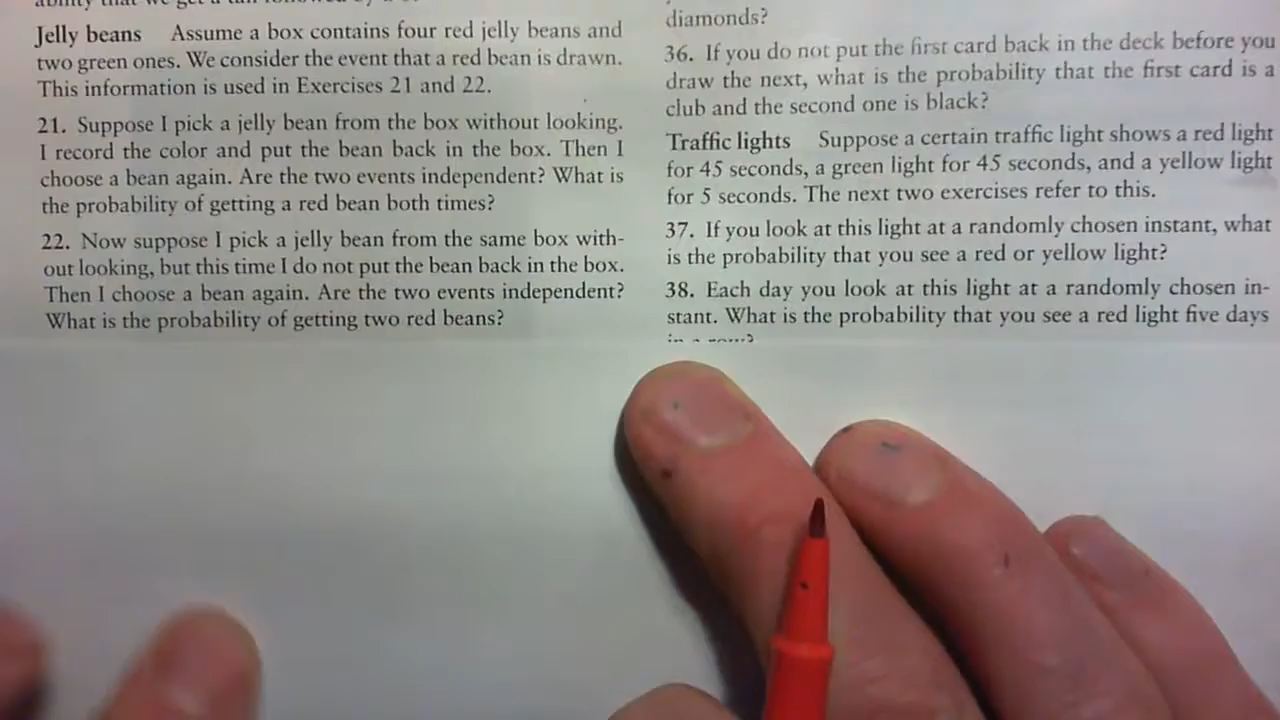 Jelly beans Assume a box contains four red jelly beans and
two green ones. We consider the event that a red bean is drawn.
This information is used in Exercises 21 and 22.
21. Suppose I pick a jelly bean from the box without looking.
I record the color and put the bean back in the box. Then I
choose a bean again. Are the two events independent? What is
the probability of getting a red bean both times?
22. Now suppose I pick a jelly bean from the same box with-
out looking, but this time I do not put the bean back in the box.
Then I choose a bean again. Are the two events independent?
What is the probability of getting two red beans?
diamonds?
36. If you do not put the first card back in the deck before you
draw the next, what is the probability that the first card is a
club and the second one is black?
Traffic lights Suppose a certain traffic light shows a red light
for 45 seconds, a green light for 45 seconds, and a yellow light
for 5 seconds. The next two exercises refer to this.
37. If you look at this light at a randomly chosen instant, what
is the probability that you see a red or yellow light?
38. Each day you look at this light at a randomly chosen in-
stant. What is the probability that you see a red light five days